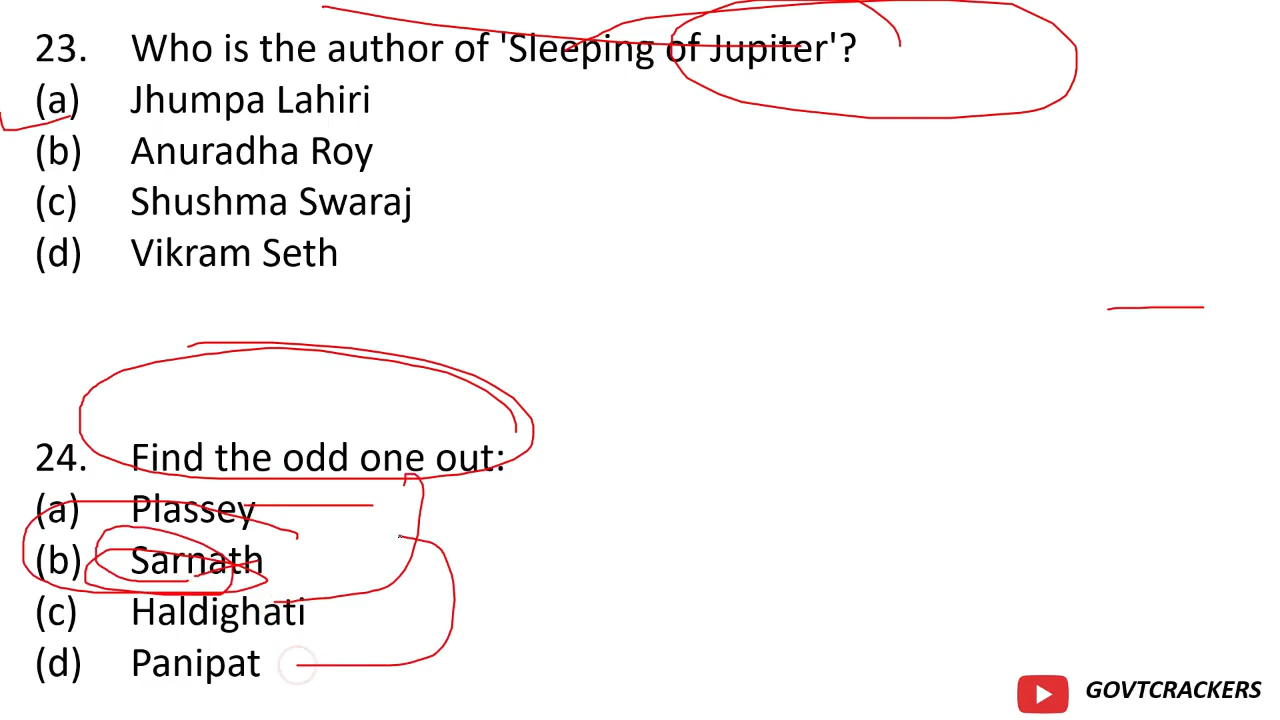 23. Who is the author of 'Sleeping of Jupiter'?
(a) Jhumpa Lahiri
(b) Anuradha Roy
(c) Shushma Swaraj
(d) Vikram Seth
24. Find the odd one out:
(a) Plassey
(b) Sarnath
(c) Haldighati
(d) Panipat
GOVTCRACKERS